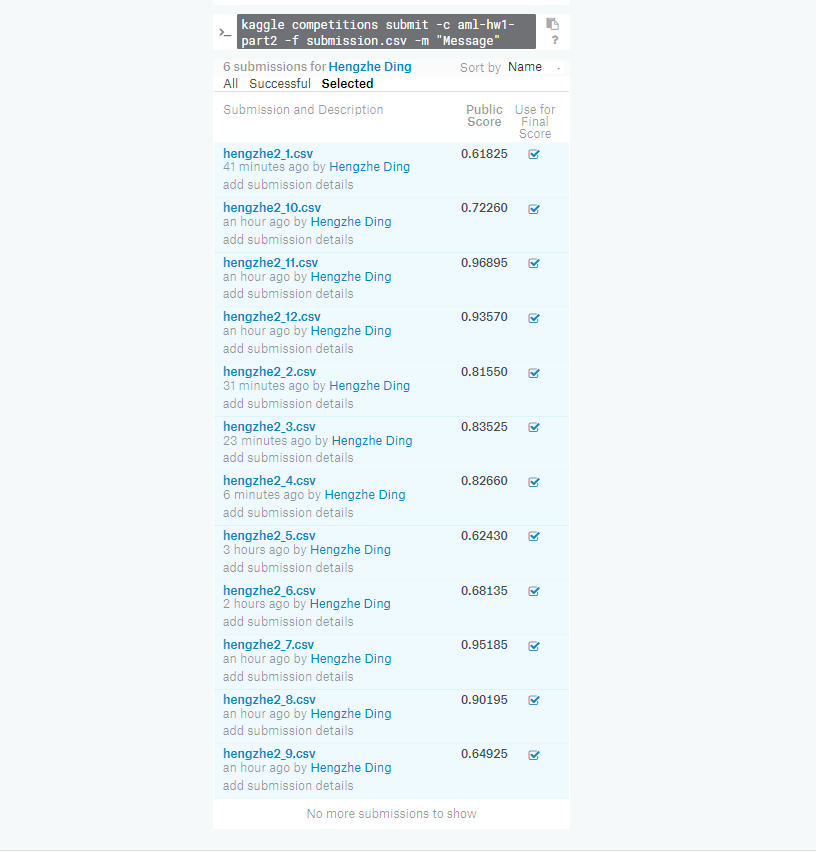 kaggle competitions submit -c aml-hw1-
part2 -f submission.csv -m "Message"
?
6 submissions for Hengzhe Ding
Sort by Name
All Successful Selected
Submission and Description
Public
Score
Use for
Final
Score
hengzhe2_1.csv 0.61825
41 minutes ago by Hengzhe Ding
add submission details
hengzhe2_10.csv 0.72260
an hour ago by Hengzhe Ding
add submission details
hengzhe2_11.csv 0.96895
an hour ago by Hengzhe Ding
add submission details
hengzhe2_12.csv 0.93570
an hour ago by Hengzhe Ding
add submission details
hengzhe2_2.csv 0.81550
31 minutes ago by Hengzhe Ding
add submission details
hengzhe2_3.csv 0.83525
23 minutes ago by Hengzhe Ding
add submission details
hengzhe2_4.csv 0.82660
6 minutes ago by Hengzhe Ding
add submission details
hengzhe2_5.csv 0.62430
3 hours ago by Hengzhe Ding
add submission details
hengzhe2_6.csv 0.68135
2 hours ago by Hengzhe Ding
add submission details
hengzhe2_7.csv 0.95185
an hour ago by Hengzhe Ding
add submission details
hengzhe2_8.csv 0.90195
an hour ago by Hengzhe Ding
add submission details
hengzhe2_9.csv 0.64925
an hour ago by Hengzhe Ding
add submission details
No more submissions to show